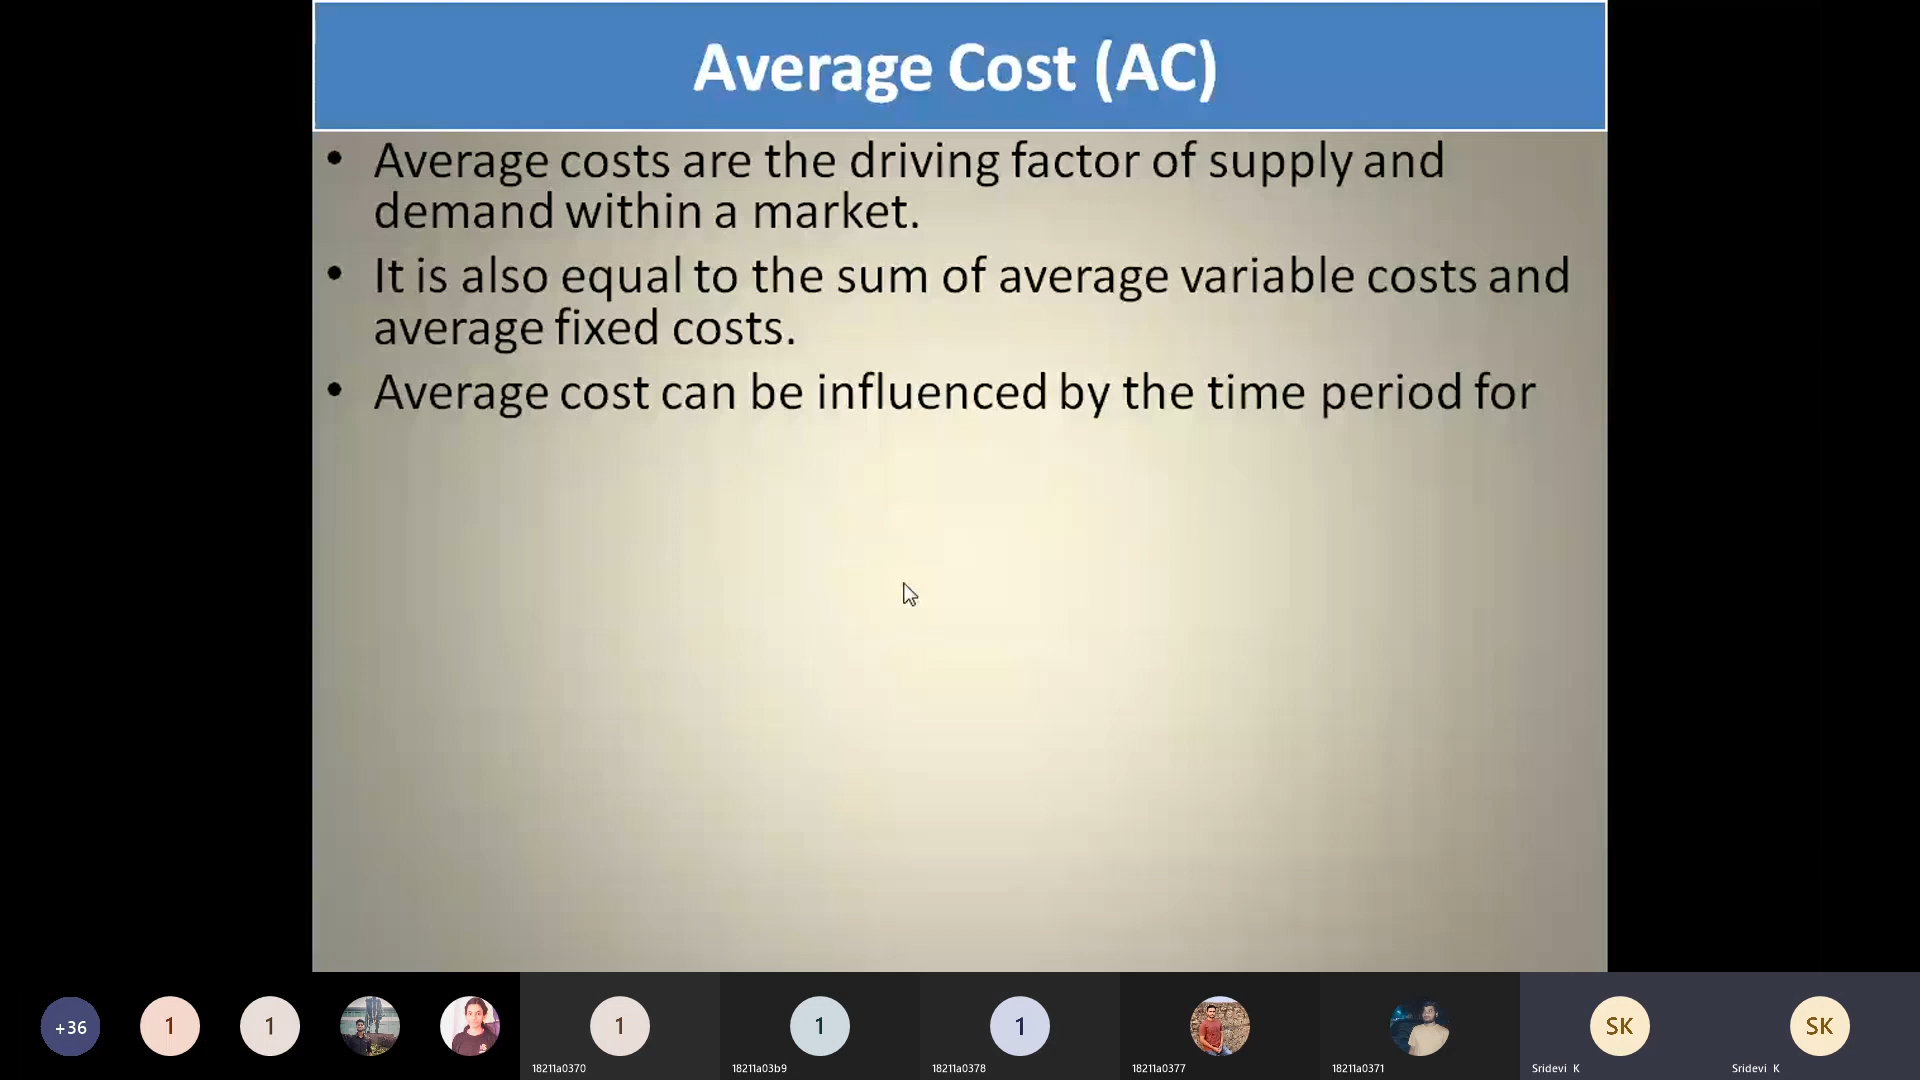 Average Cost (AC)
• Average costs are the driving factor of supply and
demand within a market.
• It is also equal to the sum of average variable costs and
average fixed costs.
• Average cost can be influenced by the time period for
+36
1
1
1
1
1
SK
SK
18211a0370
18211a03b9
18211a0378
18211a0377
18211a0371
Sridevi K
Sridevi K